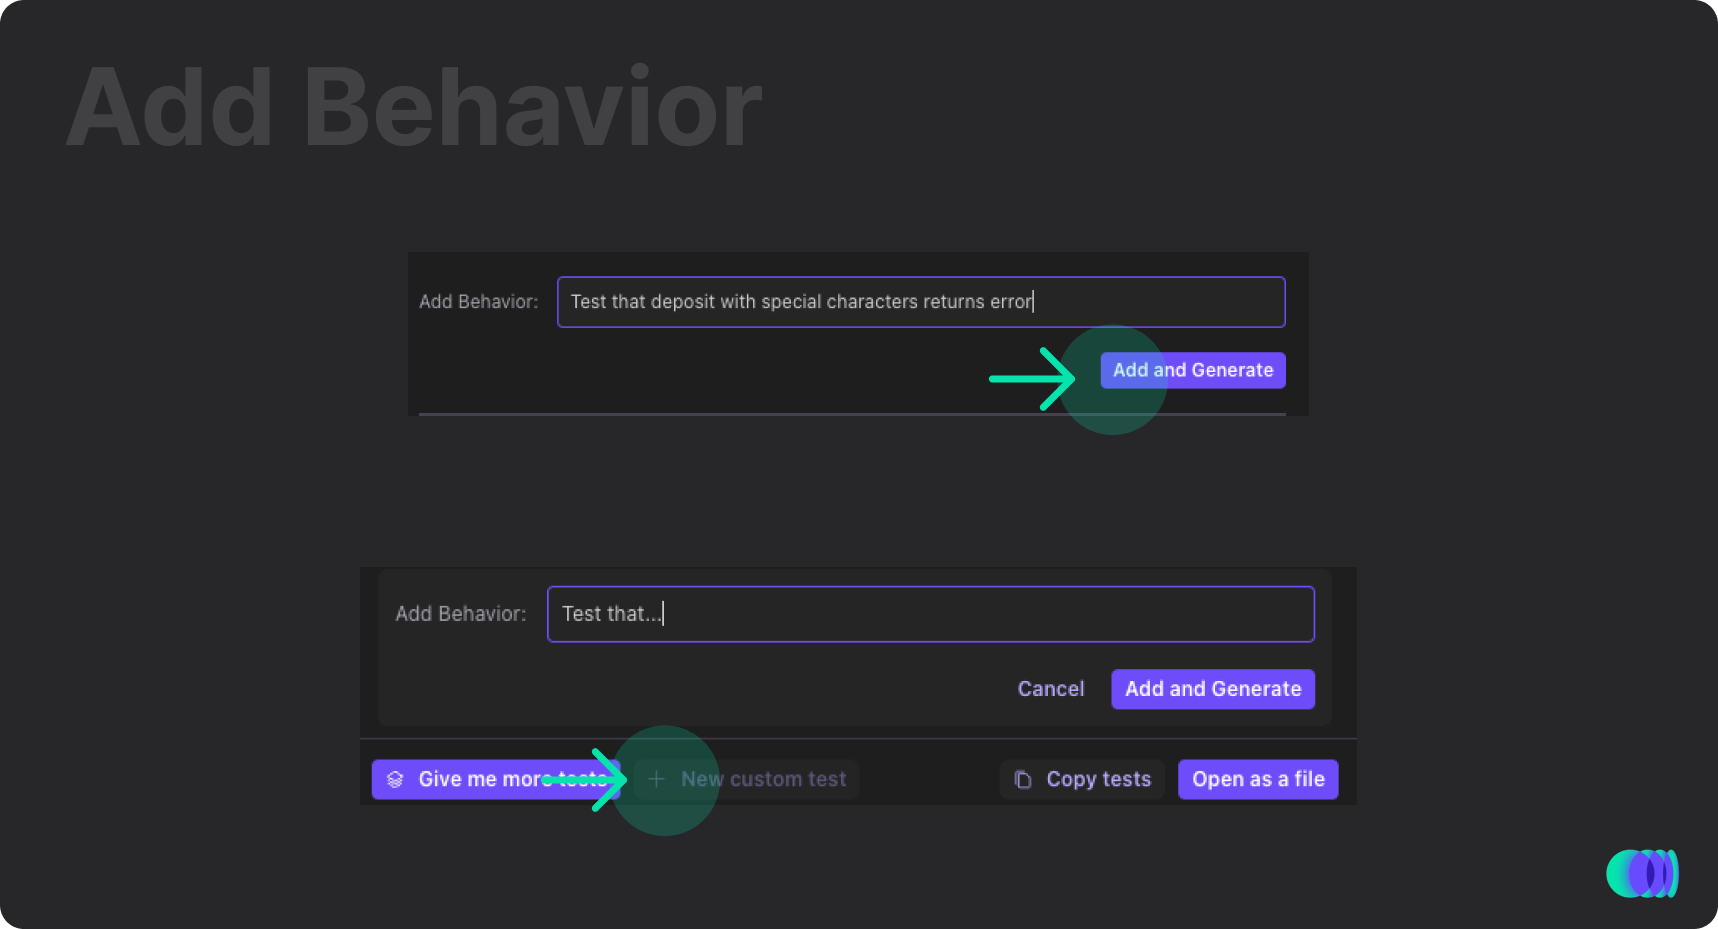 Add Behavior
Add Behavior: Test that deposit with special characters returns error
Add and Generate
Add Behavior: Test that...
Cancel Add and Generate
Give me more tests + New custom test Copy tests Open as a file